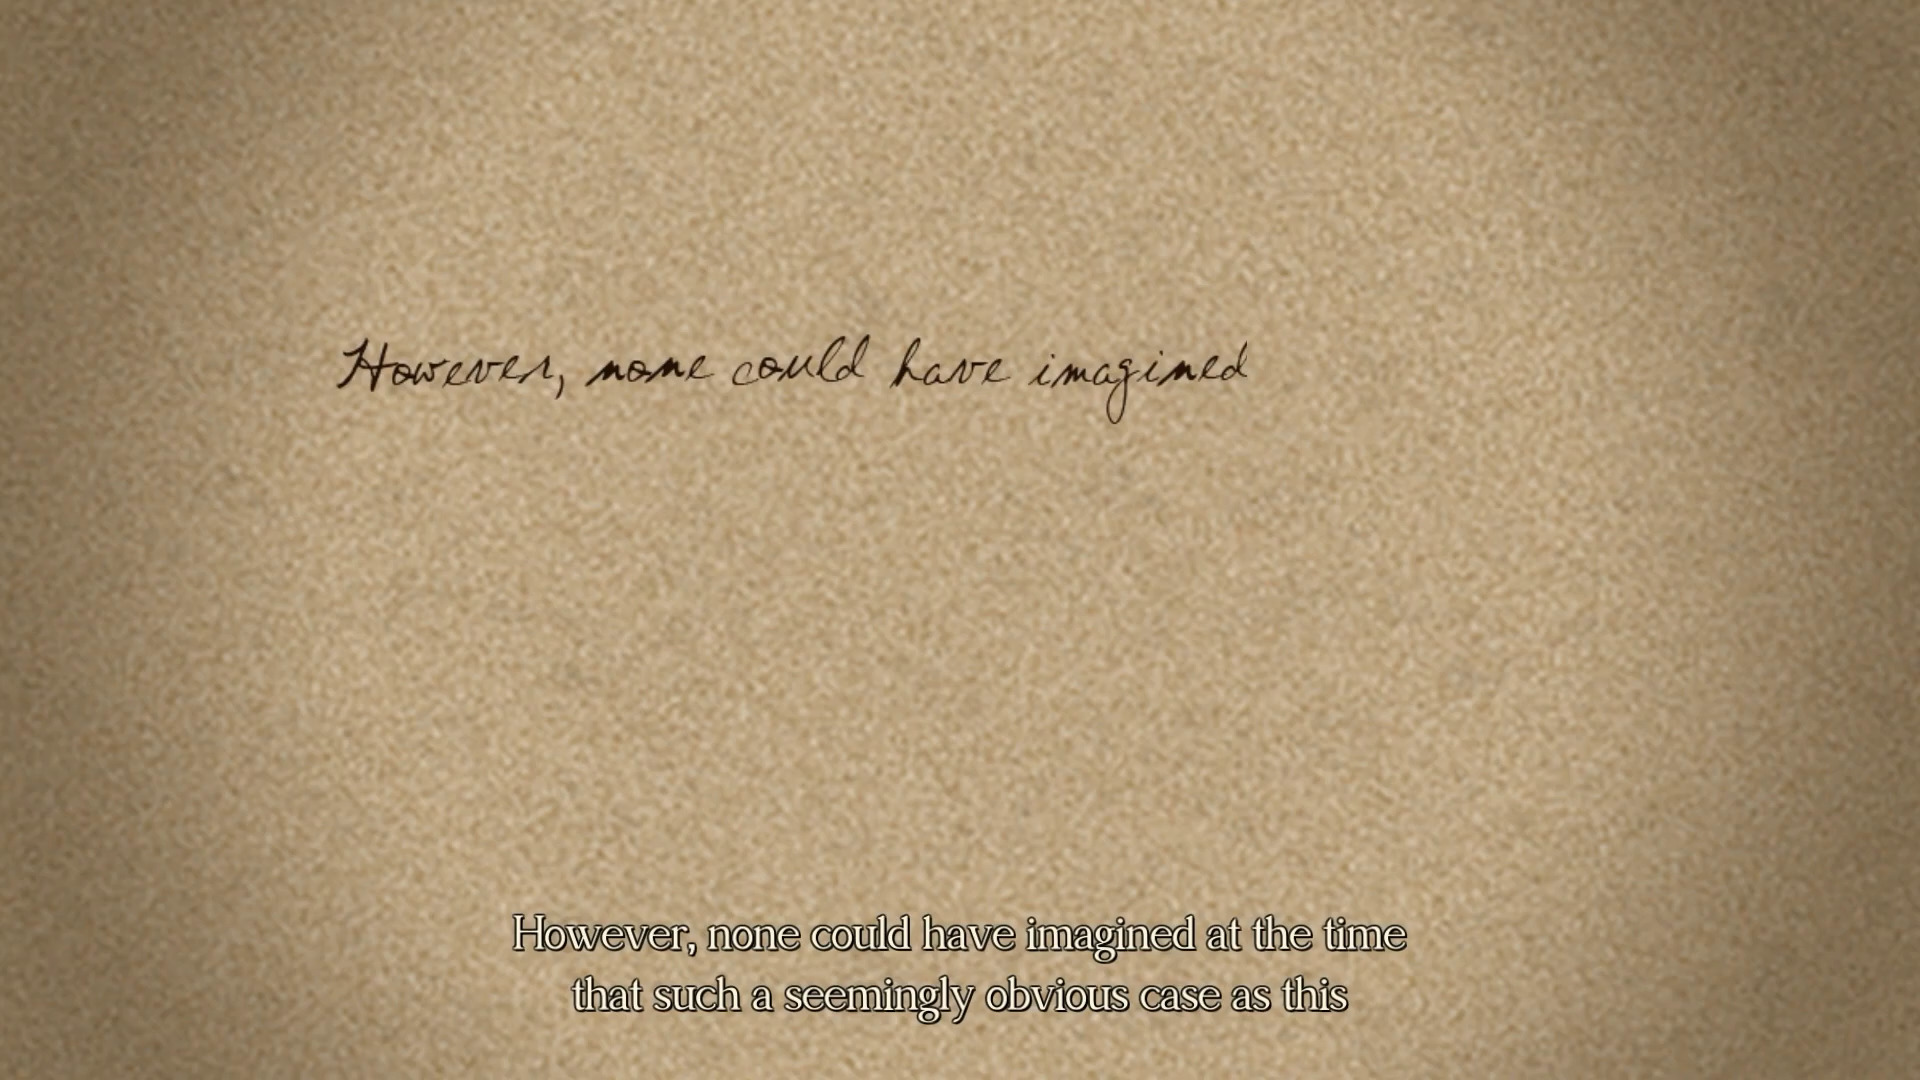 However, none could have imagined
However, none could have imagined at the time
that such a seemingly obvious case as this